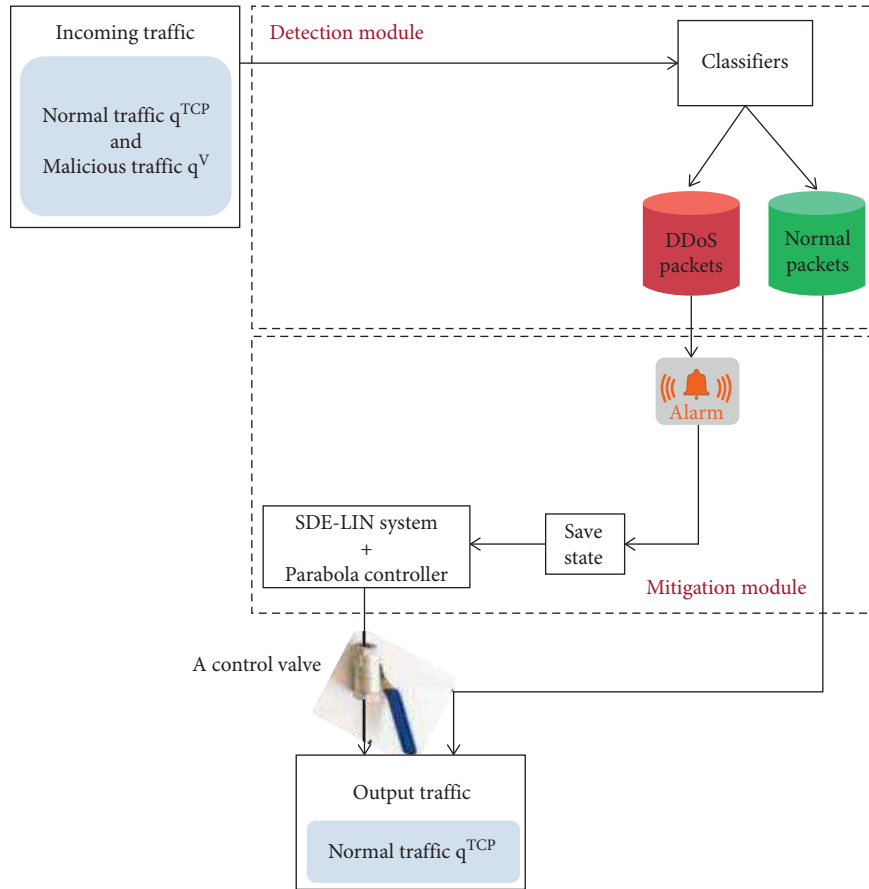 Incoming traffic
Normal traffic q^TCP
and
Malicious traffic q^V
Detection module
Classifiers
DDoS
packets
Normal
packets
Alarm
SDE-LIN system
+
Parabola controller
Save
state
Mitigation module
A control valve
Output traffic
Normal traffic q^TCP